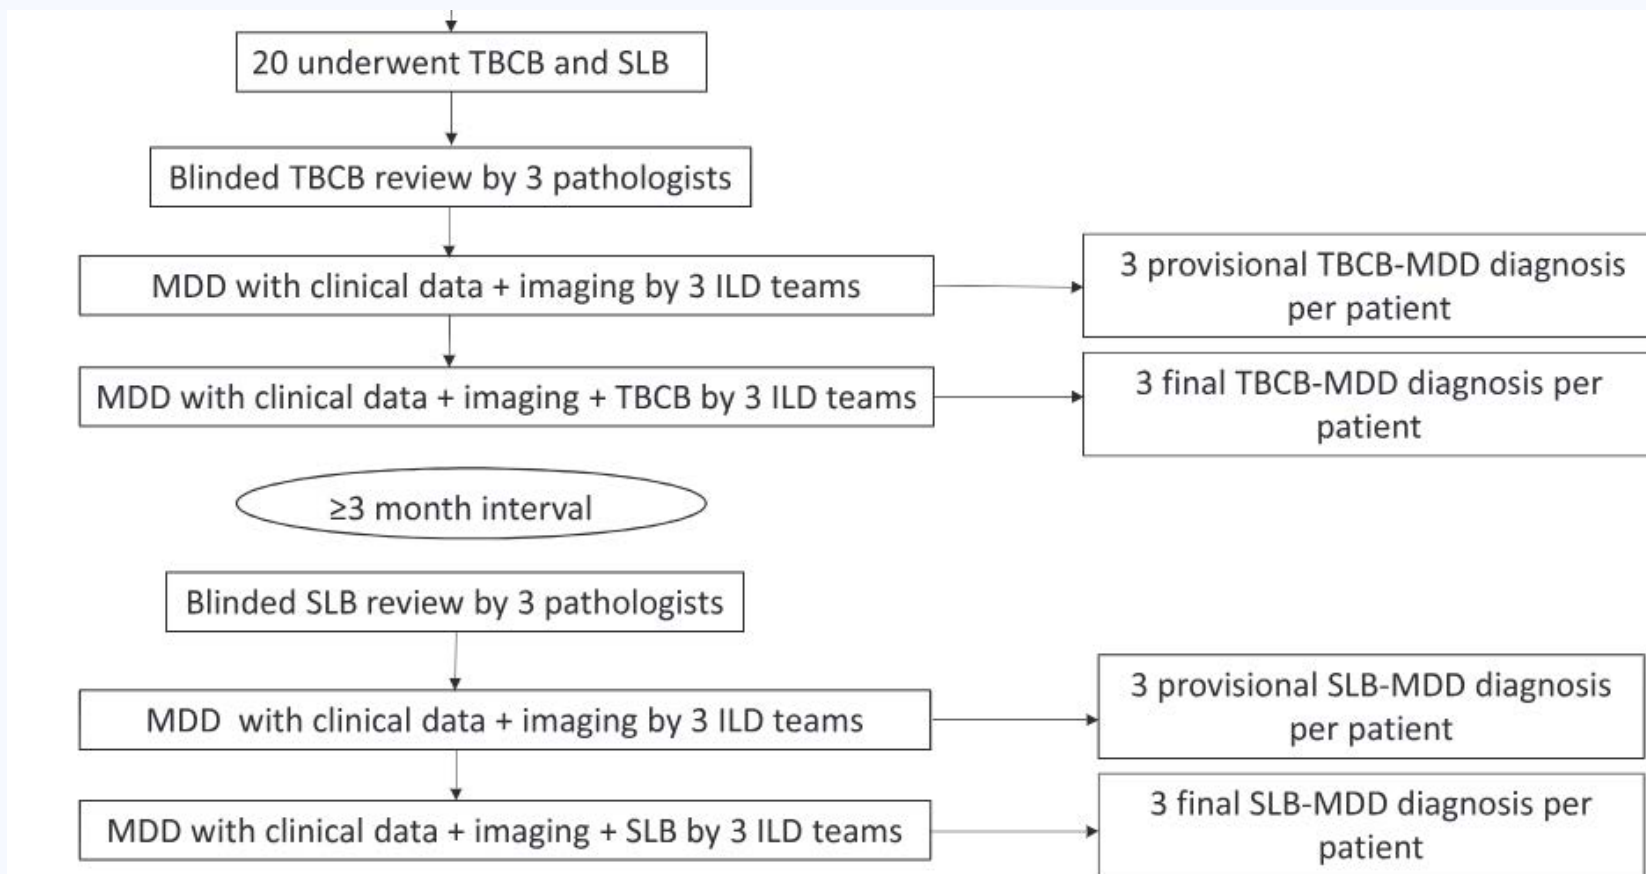 20 underwent TBCB and SLB
Blinded TBCB review by 3 pathologists
MDD with clinical data + imaging by 3 ILD teams
3 provisional TBCB-MDD diagnosis
per patient
MDD with clinical data + imaging + TBCB by 3 ILD teams
3 final TBCB-MDD diagnosis per
patient
≥3 month interval
Blinded SLB review by 3 pathologists
MDD with clinical data + imaging by 3 ILD teams
3 provisional SLB-MDD diagnosis
per patient
MDD with clinical data + imaging + SLB by 3 ILD teams
3 final SLB-MDD diagnosis per
patient